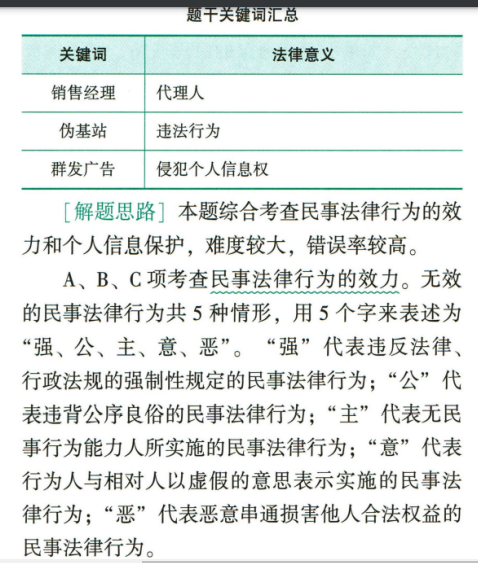 题干关键词汇总
关键词 法律意义
销售经理 代理人
伪基站 违法行为
群发广告 侵犯个人信息权
［解题思路］本题综合考查民事法律行为的效
力和个人信息保护，难度较大，错误率较高。
A、B、C 项考查民事法律行为的效力。无效
的民事法律行为共 5 种情形，用 5 个字来表述为
“强、公、主、意、恶”。“强”代表违反法律、
行政法规的强制性规定的民事法律行为；“公”代
表违背公序良俗的民事法律行为；“主”代表无民
事行为能力人所实施的民事法律行为；“意”代表
行为人与相对人以虚假的意思表示实施的民事法
律行为；“恶”代表恶意串通损害他人合法权益的
民事法律行为。